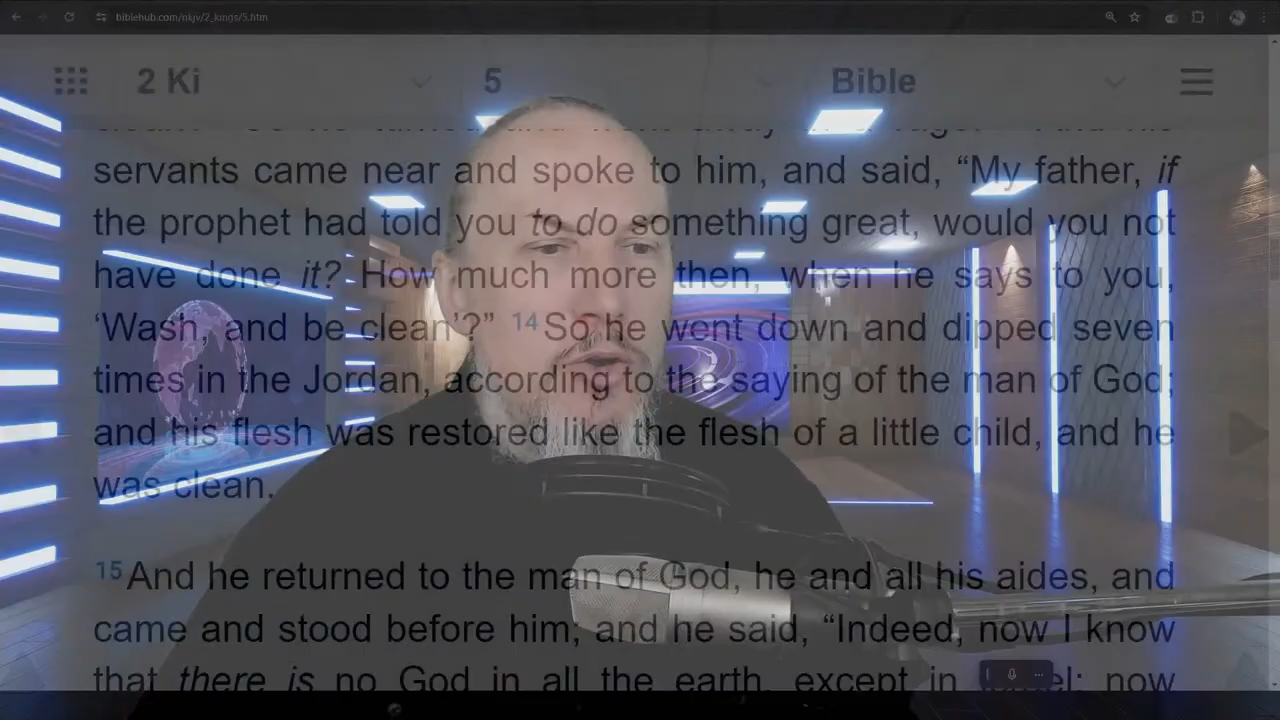 biblehub.com/nkjv/2_kings/5.htm
2 Ki 5 Bible
servants came near and spoke to him, and said, “My father, if
the prophet had told you to do something great, would you not
have done it? How much more then, when he says to you,
‘Wash, and be clean’?” 14 So he went down and dipped seven
times in the Jordan, according to the saying of the man of God;
and his flesh was restored like the flesh of a little child, and he
was clean.
15 And he returned to the man of God, he and all his aides, and
came and stood before him; and he said, “Indeed, now I know
that there is no God in all the earth, except in now